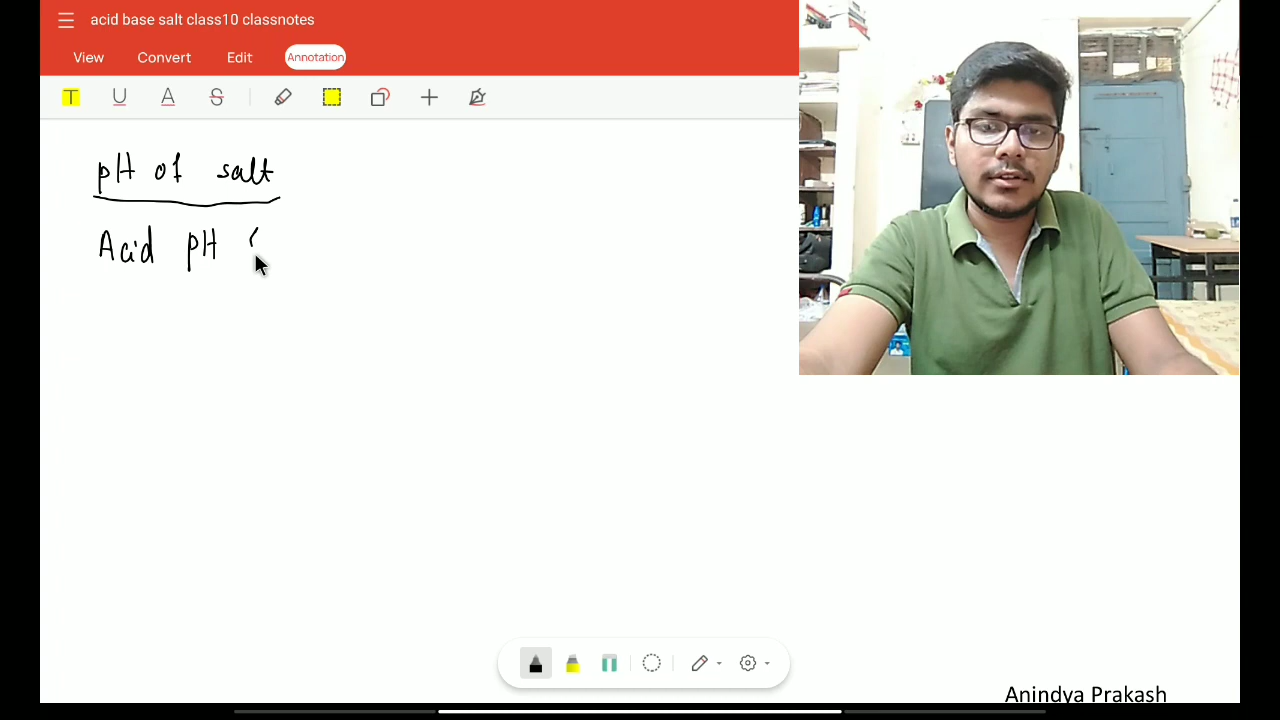 acid base salt class10 classnotes
View Convert Edit Annotation
T U A S
pH of salt
Acid pH
Anindya Prakash